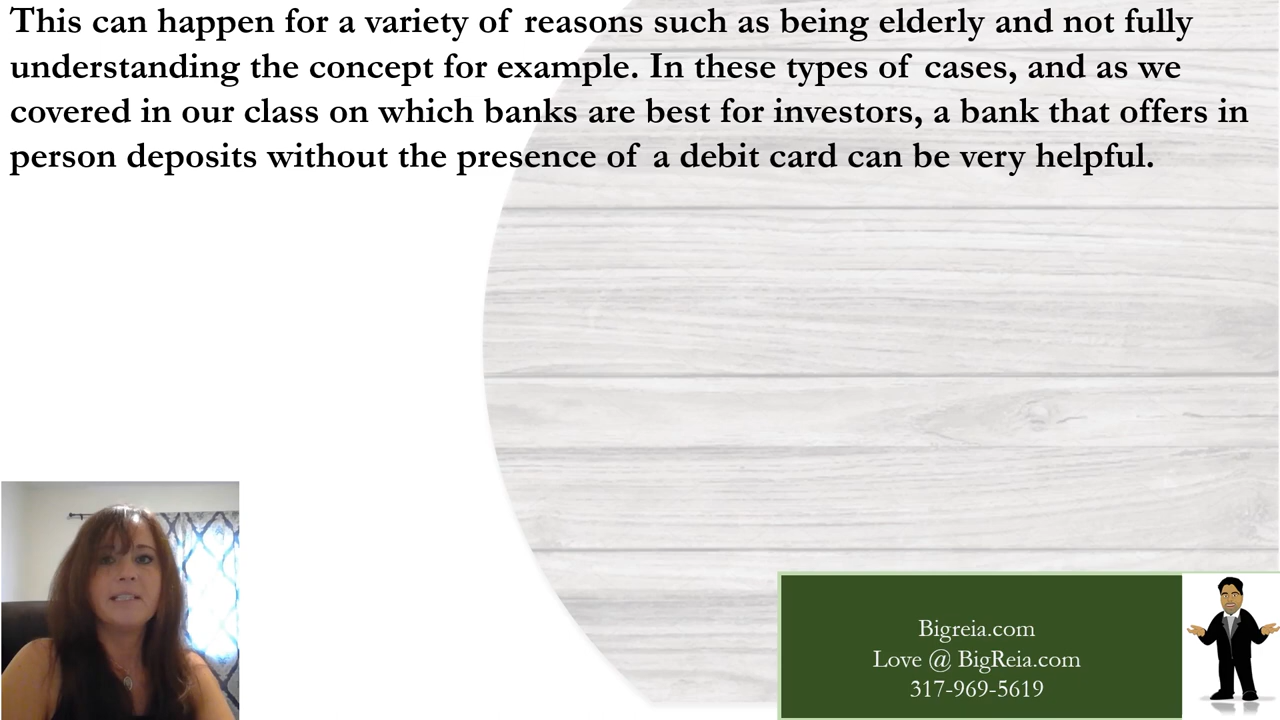 This can happen for a variety of reasons such as being elderly and not fully
understanding the concept for example. In these types of cases, and as we
covered in our class on which banks are best for investors, a bank that offers in
person deposits without the presence of a debit card can be very helpful.
Bigreia.com
Love @ BigReia.com
317-969-5619